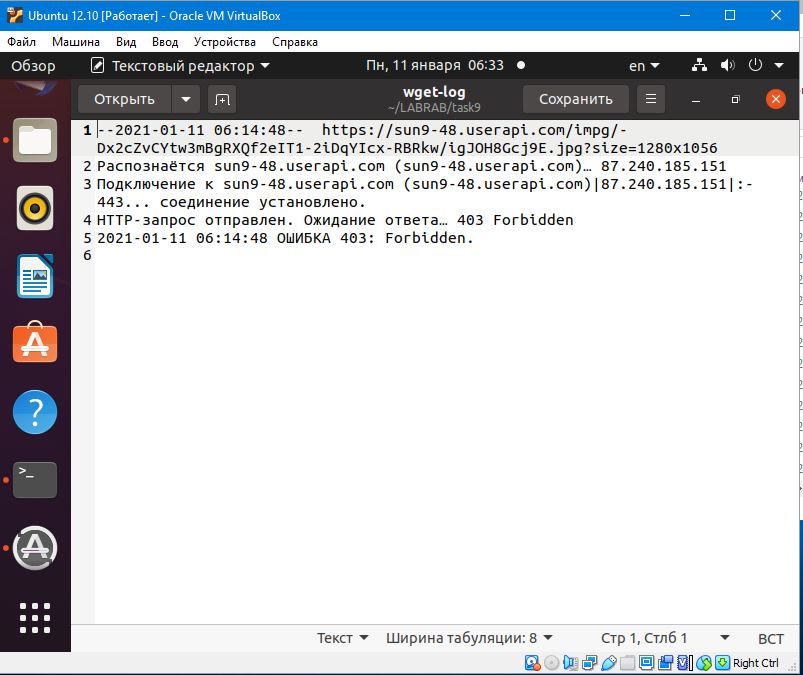 Ubuntu 12.10 [Работает] - Oracle VM VirtualBox
Файл Машина Вид Ввод Устройства Справка
Обзор Текстовый редактор Пн, 11 января 06:33 en
Открыть wget-log Сохранить
~/LABRAB/task9
1 --2021-01-11 06:14:48-- https://sun9-48.userapi.com/impg/-
Dx2cZvCYtw3mBgRXQf2eIT1-2iDqYIcx-RBRkw/igJOH8Gcj9E.jpg?size=1280x1056
2 Распознаётся sun9-48.userapi.com (sun9-48.userapi.com)… 87.240.185.151
3 Подключение к sun9-48.userapi.com (sun9-48.userapi.com)|87.240.185.151|:-
443... соединение установлено.
4 HTTP-запрос отправлен. Ожидание ответа… 403 Forbidden
5 2021-01-11 06:14:48 ОШИБКА 403: Forbidden.
6
Текст Ширина табуляции: 8 Стр 1, Стлб 1 ВСТ
Right Ctrl